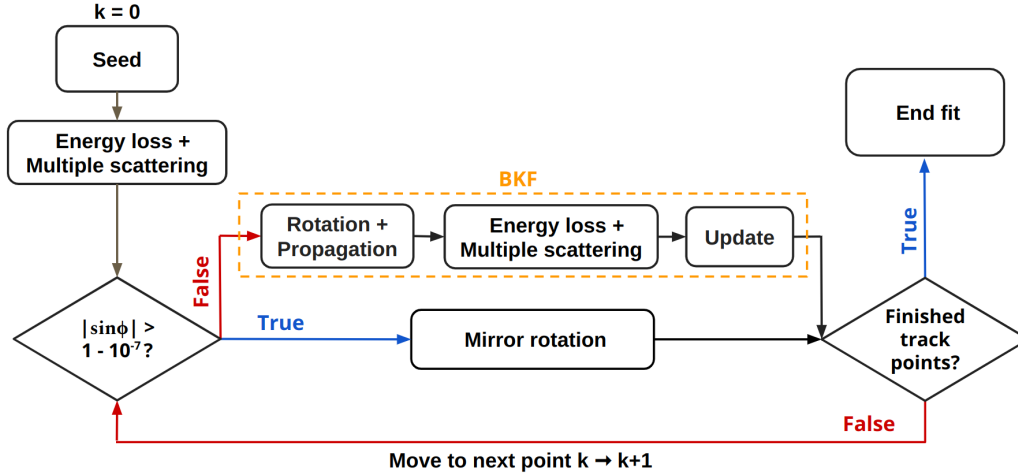 k = 0
Seed
Energy loss +
Multiple scattering
|sinϕ| >
1 - 10⁻⁷?
False
True
BKF
Rotation +
Propagation
Energy loss +
Multiple scattering
Update
Mirror rotation
Finished
track
points?
True
End fit
False
Move to next point k → k+1